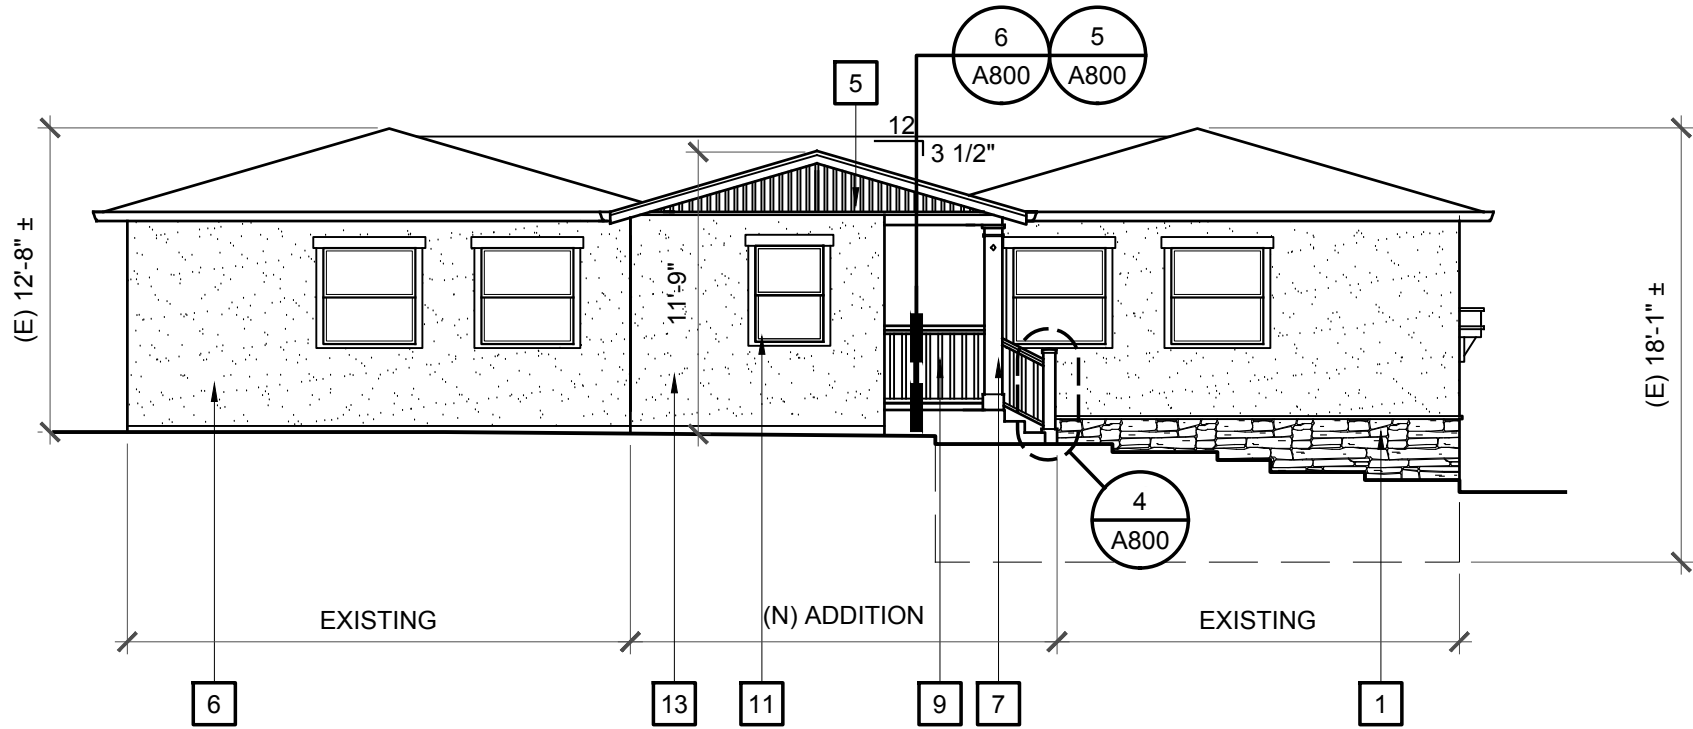 6
A800
5
A800
5
12
3 1/2"
(E) 12'-8" ±
11'-9"
(E) 18'-1" ±
4
A800
EXISTING
(N) ADDITION
EXISTING
6
13
11
9
7
1